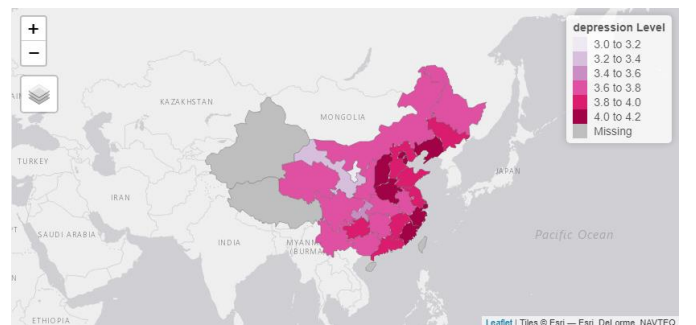 +
−
depression Level
3.0 to 3.2
3.2 to 3.4
3.4 to 3.6
3.6 to 3.8
3.8 to 4.0
4.0 to 4.2
Missing
KAZAKHSTAN
MONGOLIA
TURKEY
JAPAN
IRAN
SAUDI ARABIA
INDIA
MYANM
(BURMA
Pacific Ocean
ETHIOPIA
Leaflet | Tiles © Esri — Esri, DeLorme, NAVTEQ